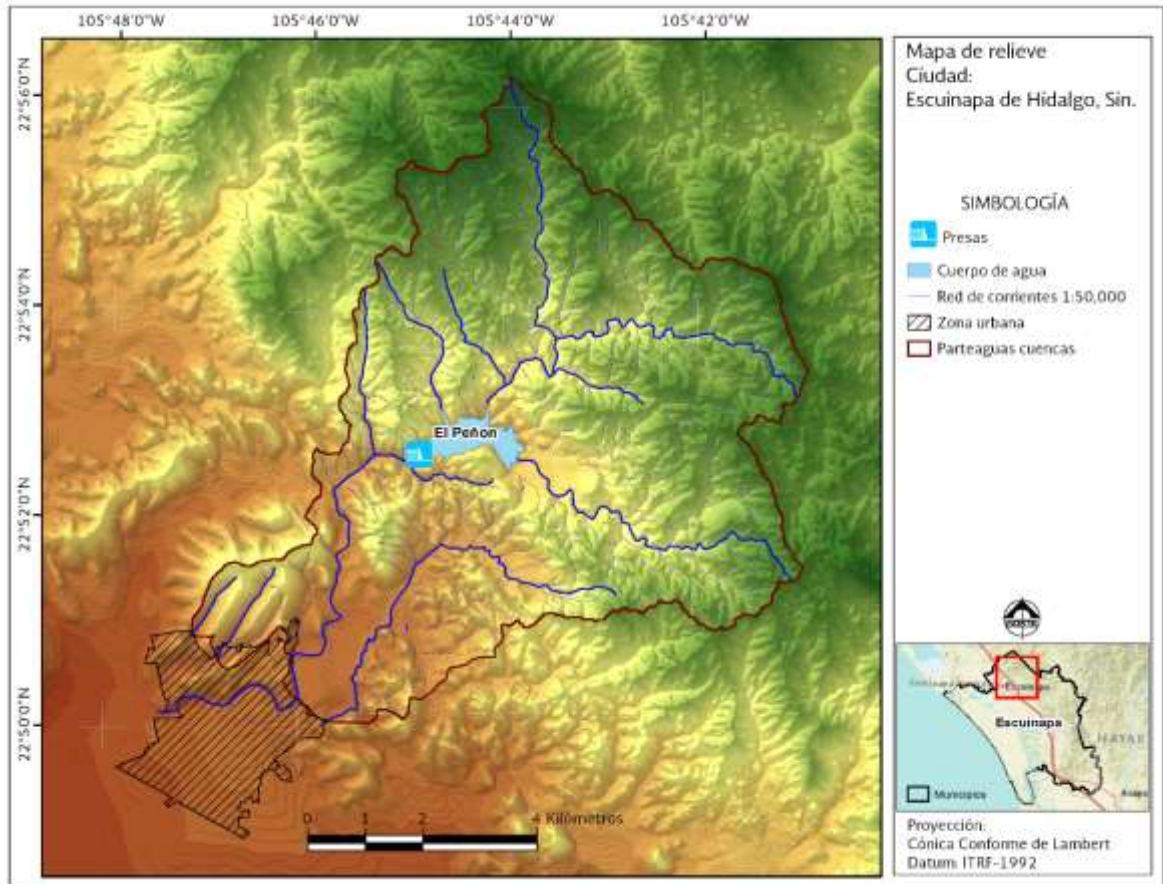 105°48'0"W
105°46'0"W
105°44'0"W
105°42'0"W
22°56'0"N
22°54'0"N
22°52'0"N
22°50'0"N
El Peñon
0 1 2 4 Kilómetros
Mapa de relieve
Ciudad:
Escuinapa de Hidalgo, Sin.
SIMBOLOGÍA
Presas
Cuerpo de agua
Red de corrientes 1:50,000
Zona urbana
Parteaguas cuencas
NORTE
Escuinapa
Municipios
Proyección:
Cónica Conforme de Lambert
Datum: ITRF-1992